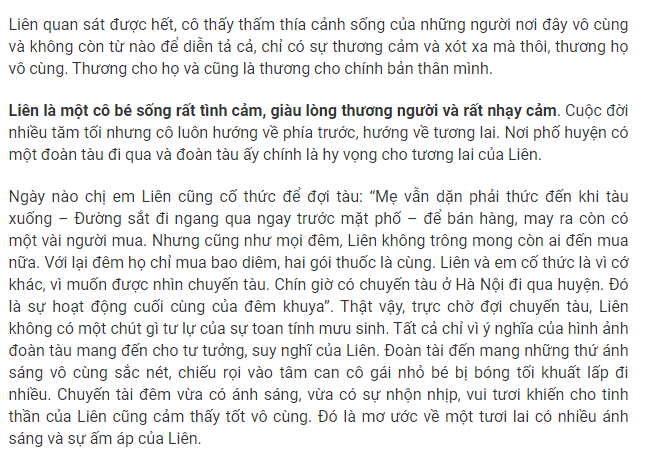 Liên quan sát được hết, cô thấy thấm thía cảnh sống của những người nơi đây vô cùng
và không còn từ nào để diễn tả cả, chỉ có sự thương cảm và xót xa mà thôi, thương họ
vô cùng. Thương cho họ và cũng là thương cho chính bản thân mình.
Liên là một cô bé sống rất tình cảm, giàu lòng thương người và rất nhạy cảm. Cuộc đời
nhiều tăm tối nhưng cô luôn hướng về phía trước, hướng về tương lai. Nơi phố huyện có
một đoàn tàu đi qua và đoàn tàu ấy chính là hy vọng cho tương lai của Liên.
Ngày nào chị em Liên cũng cố thức để đợi tàu: “Mẹ vẫn dặn phải thức đến khi tàu
xuống – Đường sắt đi ngang qua ngay trước mặt phố – để bán hàng, may ra còn có
một vài người mua. Nhưng cũng như mọi đêm, Liên không trông mong còn ai đến mua
nữa. Với lại đêm họ chỉ mua bao diêm, hai gói thuốc là cùng. Liên và em cố thức là vì cớ
khác, vì muốn được nhìn chuyến tàu. Chín giờ có chuyến tàu ở Hà Nội đi qua huyện. Đó
là sự hoạt động cuối cùng của đêm khuya”. Thật vậy, trực chờ đợi chuyến tàu, Liên
không có một chút gì tư lự của sự toan tính mưu sinh. Tất cả chỉ vì ý nghĩa của hình ảnh
đoàn tàu mang đến cho tư tưởng, suy nghĩ của Liên. Đoàn tài đến mang những thứ ánh
sáng vô cùng sắc nét, chiếu rọi vào tâm can cô gái nhỏ bé bị bóng tối khuất lấp đi
nhiều. Chuyến tài đêm vừa có ánh sáng, vừa có sự nhộn nhịp, vui tươi khiến cho tinh
thần của Liên cũng cảm thấy tốt vô cùng. Đó là mơ ước về một tươi lai có nhiều ánh
sáng và sự ấm áp của Liên.